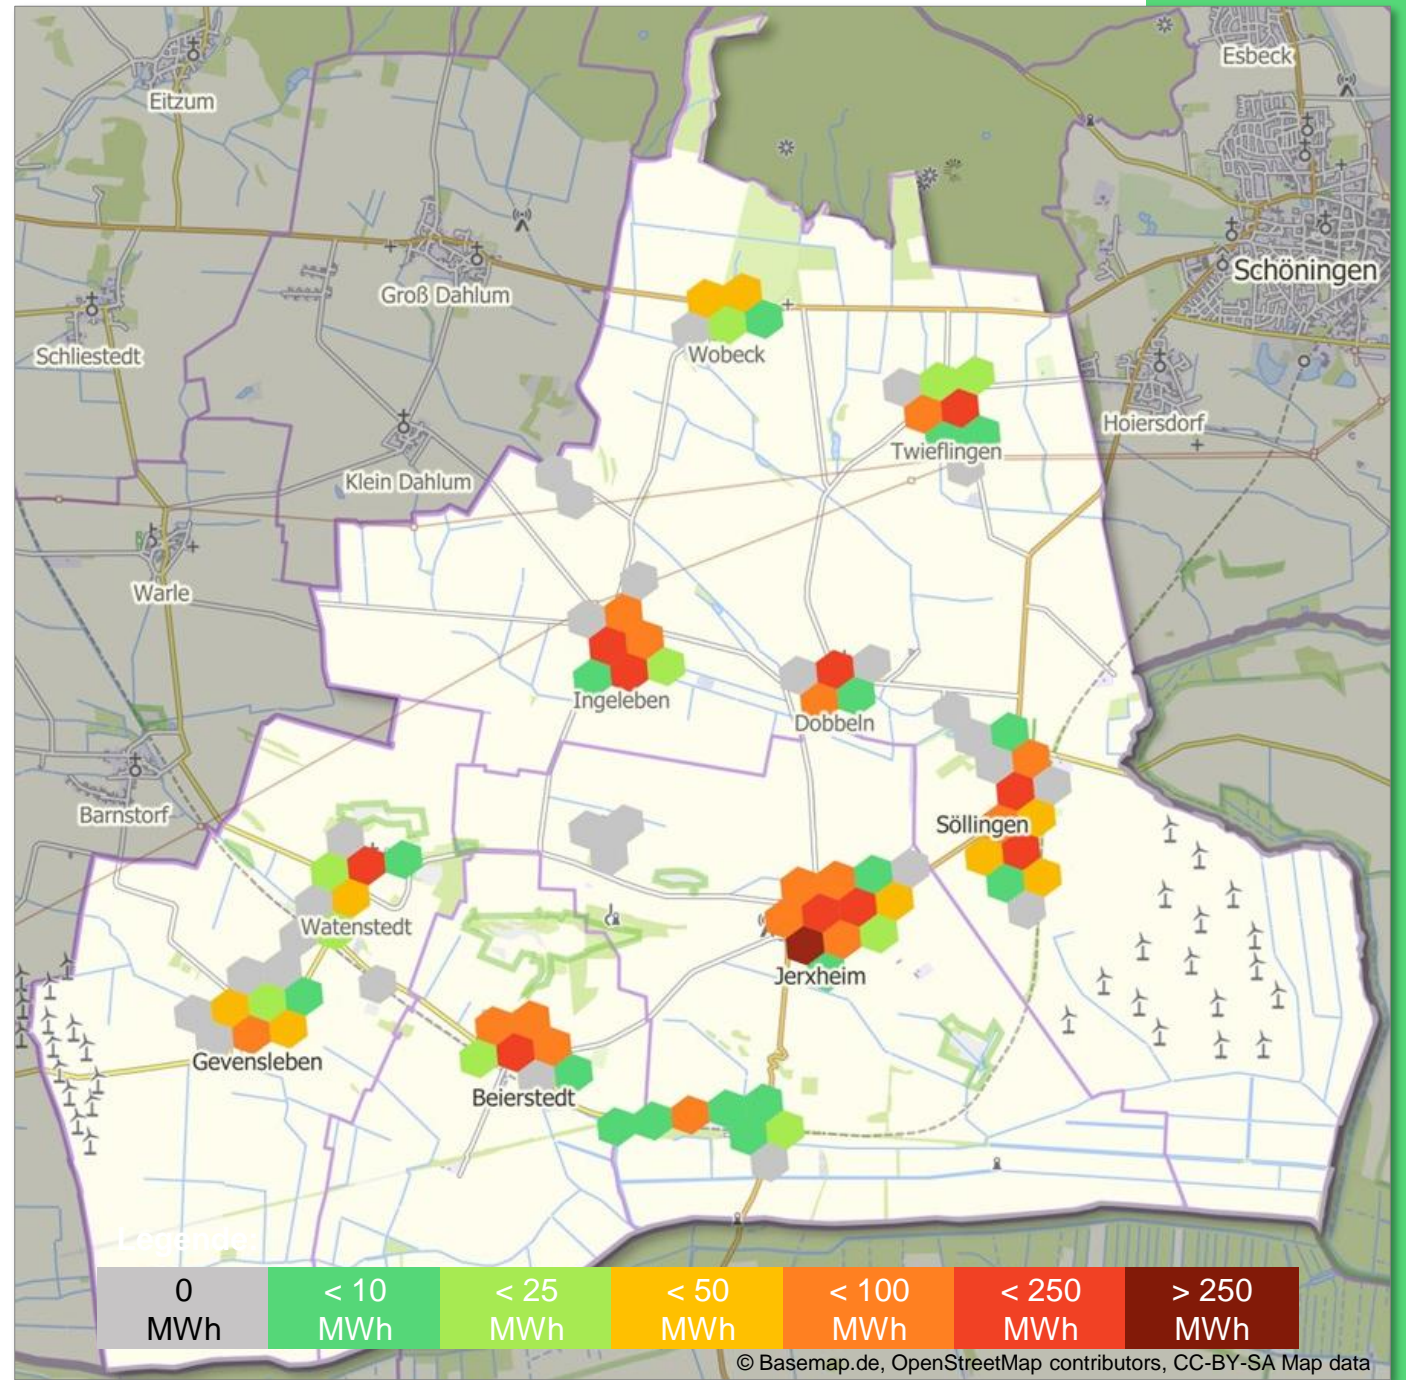 Esbeck
Eitzum
Schöningen
Groß Dahlum
Schliestedt
Wobeck
Hoiersdorf
Twieflingen
Klein Dahlum
Warle
Ingeleben
Dobbeln
Barnstorf
Söllingen
Watenstedt
Jerxheim
Gevensleben
Beierstedt
Legende:
0 MWh
< 10 MWh
< 25 MWh
< 50 MWh
< 100 MWh
< 250 MWh
> 250 MWh
© Basemap.de, OpenStreetMap contributors, CC-BY-SA Map data